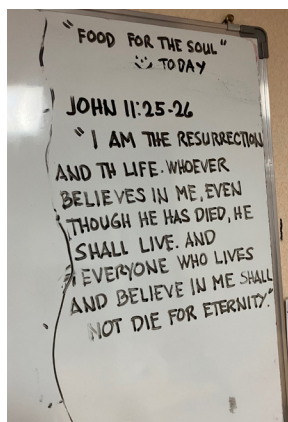 "FOOD FOR THE SOUL"
TODAY
JOHN 11:25-26
"I AM THE RESURRECTION
AND TH LIFE. WHOEVER
BELIEVES IN ME, EVEN
THOUGH HE HAS DIED, HE
SHALL LIVE. AND
EVERYONE WHO LIVES
AND BELIEVE IN ME SHALL
NOT DIE FOR ETERNITY."